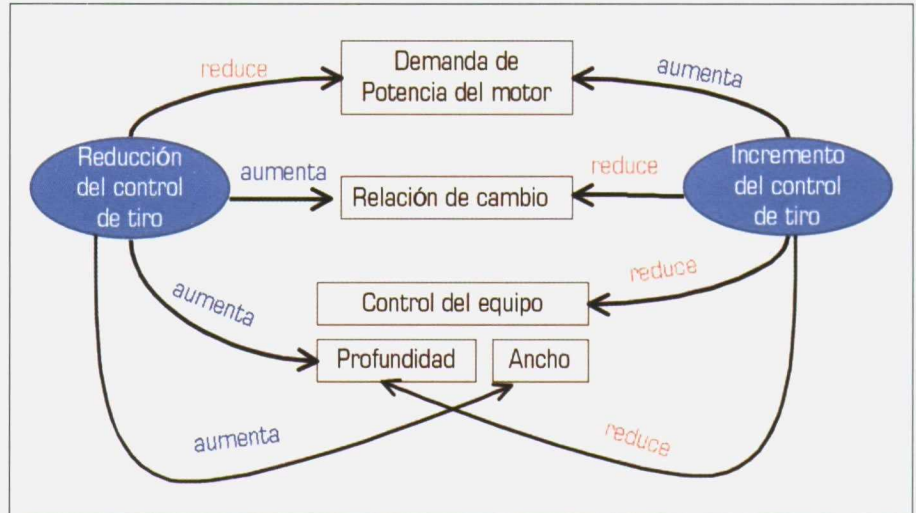 reduce
Demanda de
Potencia del motor
aumenta
Reducción
del control
de tiro
aumenta
Relación de cambio
reduce
Incremento
del control
de tiro
aumenta
Control del equipo
reduce
Profundidad
Ancho
aumenta
reduce